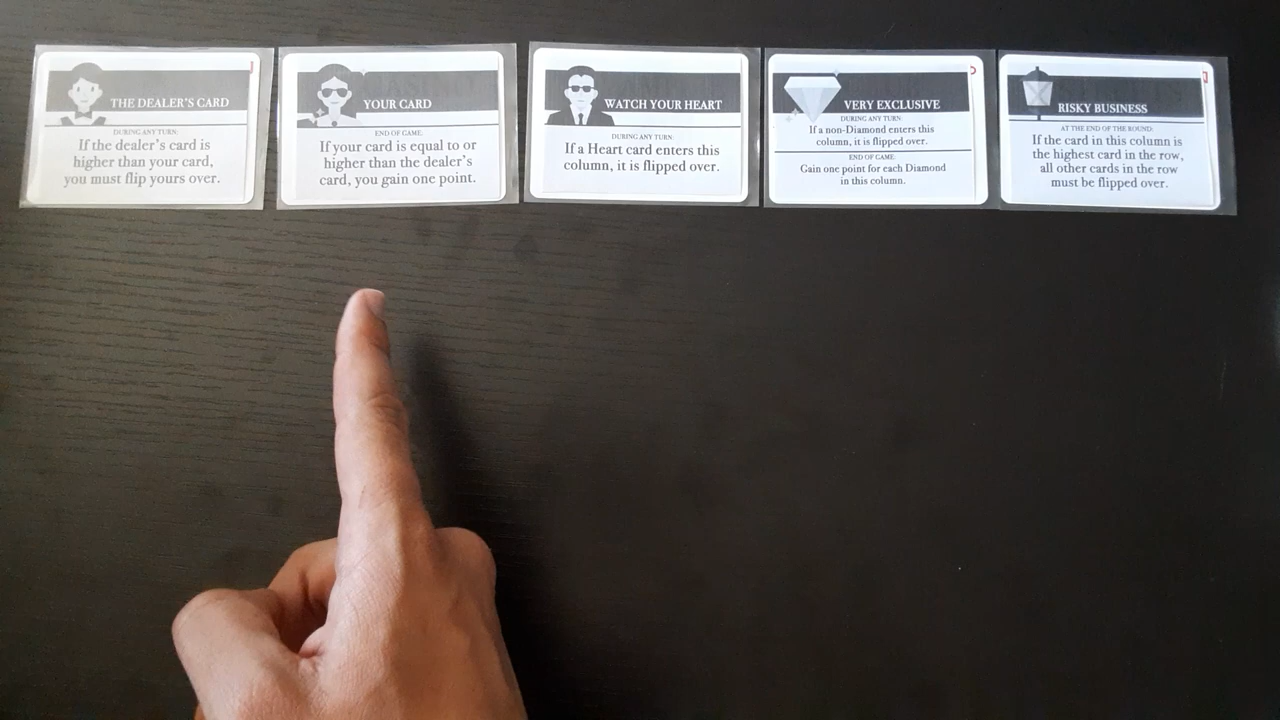 THE DEALER'S CARD
DURING ANY TURN:
If the dealer's card is
higher than your card,
you must flip yours over.
YOUR CARD
END OF GAME:
If your card is equal to or
higher than the dealer's
card, you gain one point.
WATCH YOUR HEART
DURING ANY TURN:
If a Heart card enters this
column, it is flipped over.
VERY EXCLUSIVE
DURING ANY TURN:
If a non-Diamond enters this
column, it is flipped over.
END OF GAME:
Gain one point for each Diamond
in this column.
RISKY BUSINESS
AT THE END OF THE ROUND:
If the card in this column is
the highest card in the row,
all other cards in the row
must be flipped over.